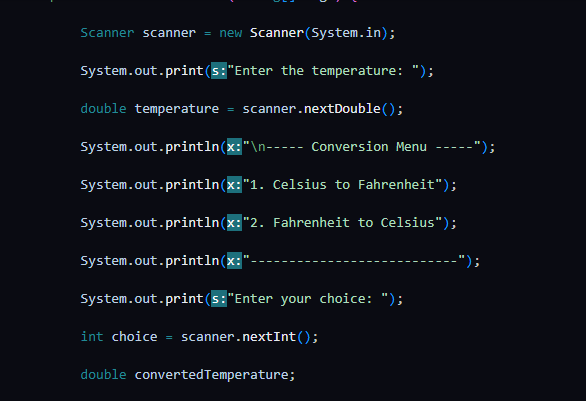 Scanner scanner = new Scanner(System.in);
System.out.print(s:"Enter the temperature: ");
double temperature = scanner.nextDouble();
System.out.println(x:"\n----- Conversion Menu -----");
System.out.println(x:"1. Celsius to Fahrenheit");
System.out.println(x:"2. Fahrenheit to Celsius");
System.out.println(x:"---------------------------");
System.out.print(s:"Enter your choice: ");
int choice = scanner.nextInt();
double convertedTemperature;